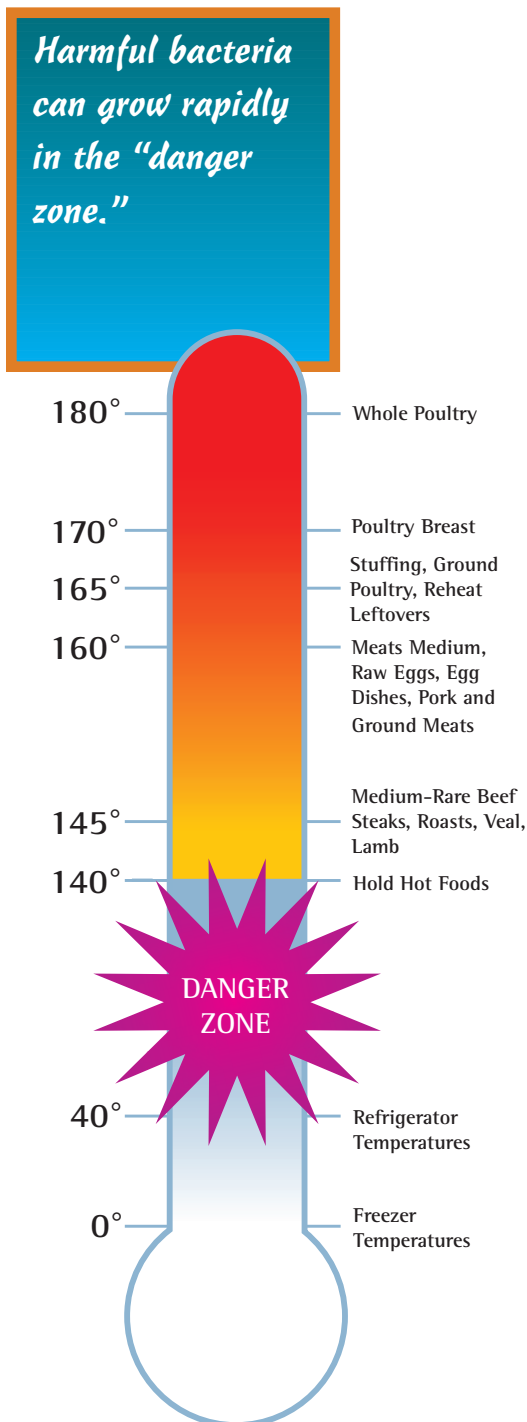 Harmful bacteria
can grow rapidly
in the “danger
zone.”
180°
Whole Poultry
170°
Poultry Breast
165°
Stuffing, Ground
Poultry, Reheat
Leftovers
160°
Meats Medium,
Raw Eggs, Egg
Dishes, Pork and
Ground Meats
145°
Medium-Rare Beef
Steaks, Roasts, Veal,
Lamb
140°
Hold Hot Foods
DANGER
ZONE
40°
Refrigerator
Temperatures
0°
Freezer
Temperatures